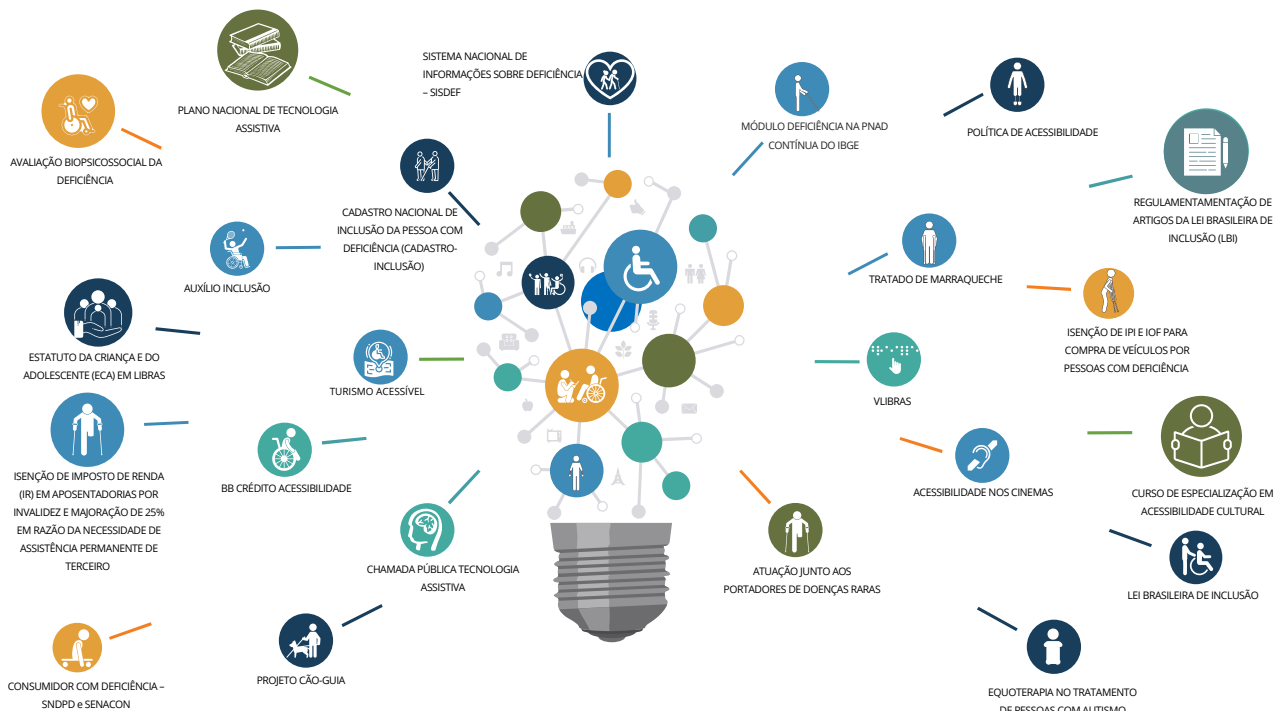 SISTEMA NACIONAL DE
INFORMAÇÕES SOBRE DEFICIÊNCIA
– SISDEF
PLANO NACIONAL DE TECNOLOGIA
ASSISTIVA
MÓDULO DEFICIÊNCIA NA PNAD
CONTÍNUA DO IBGE
POLÍTICA DE ACESSIBILIDADE
AVALIAÇÃO BIOPSICOSSOCIAL DA
DEFICIÊNCIA
CADASTRO NACIONAL DE
INCLUSÃO DA PESSOA COM
DEFICIÊNCIA (CADASTRO-
INCLUSÃO)
REGULAMENTAMENTAÇÃO DE
ARTIGOS DA LEI BRASILEIRA DE
INCLUSÃO (LBI)
AUXÍLIO INCLUSÃO
TRATADO DE MARRAQUECHE
ISENÇÃO DE IPI E IOF PARA
COMPRA DE VEÍCULOS POR
PESSOAS COM DEFICIÊNCIA
ESTATUTO DA CRIANÇA E DO
ADOLESCENTE (ECA) EM LIBRAS
TURISMO ACESSÍVEL
VLIBRAS
ISENÇÃO DE IMPOSTO DE RENDA
(IR) EM APOSENTADORIAS POR
INVALIDEZ E MAJORAÇÃO DE 25%
EM RAZÃO DA NECESSIDADE DE
ASSISTÊNCIA PERMANENTE DE
TERCEIRO
BB CRÉDITO ACESSIBILIDADE
ACESSIBILIDADE NOS CINEMAS
CURSO DE ESPECIALIZAÇÃO EM
ACESSIBILIDADE CULTURAL
CHAMADA PÚBLICA TECNOLOGIA
ASSISTIVA
ATUAÇÃO JUNTO AOS
PORTADORES DE DOENÇAS RARAS
LEI BRASILEIRA DE INCLUSÃO
CONSUMIDOR COM DEFICIÊNCIA –
SNDPD e SENACON
PROJETO CÃO-GUIA
EQUOTERAPIA NO TRATAMENTO
DE PESSOAS COM AUTISMO